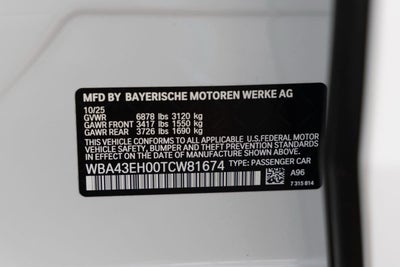 MFD BY BAYERISCHE MOTOREN WERKE AG
10/25
GVWR 6878 lbs 3120 kg
GAWR FRONT 3417 lbs 1550 kg
GAWR REAR 3726 lbs 1690 kg
THIS VEHICLE CONFORMS TO ALL APPLICABLE U.S.FEDERAL MOTOR
VEHICLE SAFETY, BUMPER, AND THEFT PREVENTION STANDARDS
IN EFFECT ON THE DATE OF MANUFACTURE SHOWN ABOVE.
WBA43EH00TCW81674 TYPE: PASSENGER CAR
A96
7 315 814